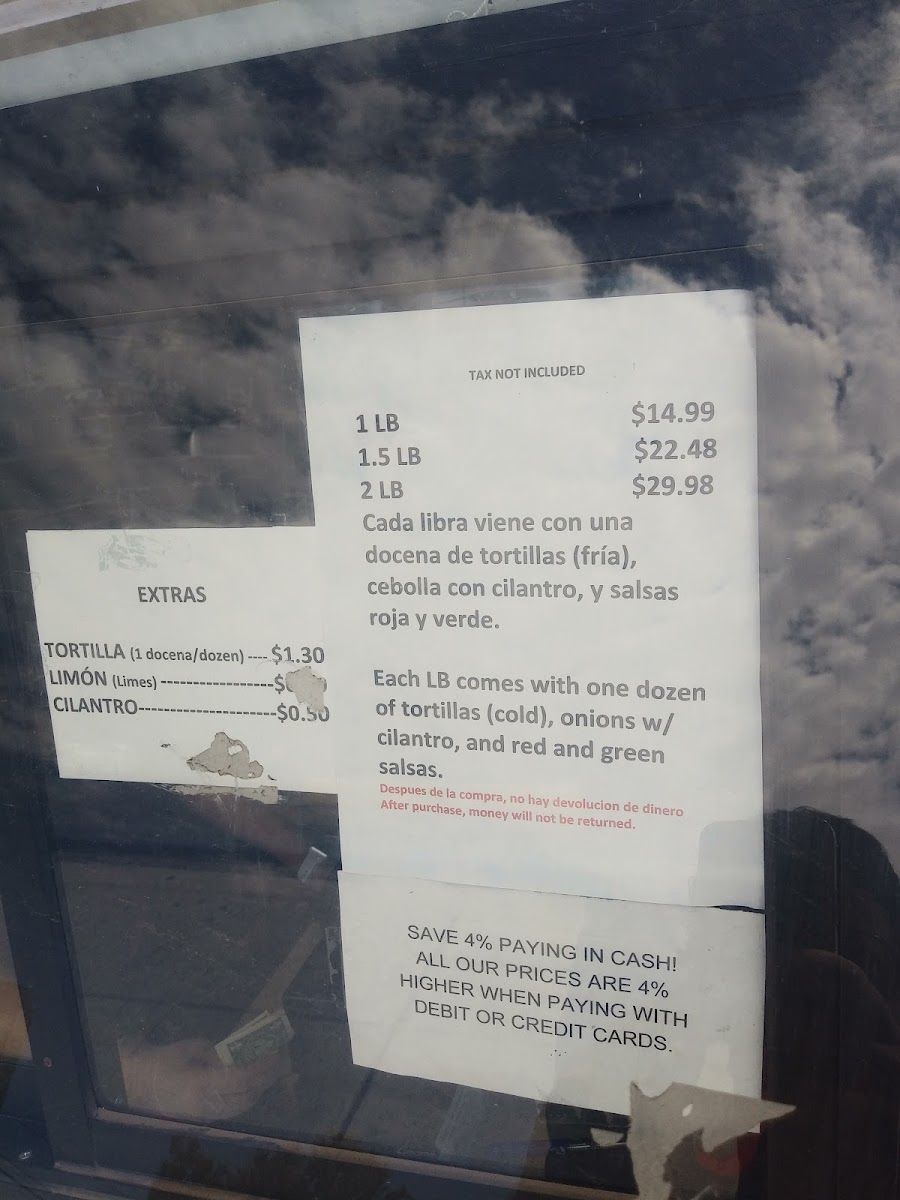 TAX NOT INCLUDED
1 LB $14.99
1.5 LB $22.48
2 LB $29.98
Cada libra viene con una
docena de tortillas (fría),
cebolla con cilantro, y salsas
roja y verde.
Each LB comes with one dozen
of tortillas (cold), onions w/
cilantro, and red and green
salsas.
Despues de la compra, no hay devolucion de dinero
After purchase, money will not be returned.
EXTRAS
TORTILLA (1 docena/dozen) ---- $1.30
LIMÓN (Limes) -----------------$
CILANTRO---------------------$0.50
SAVE 4% PAYING IN CASH!
ALL OUR PRICES ARE 4%
HIGHER WHEN PAYING WITH
DEBIT OR CREDIT CARDS.